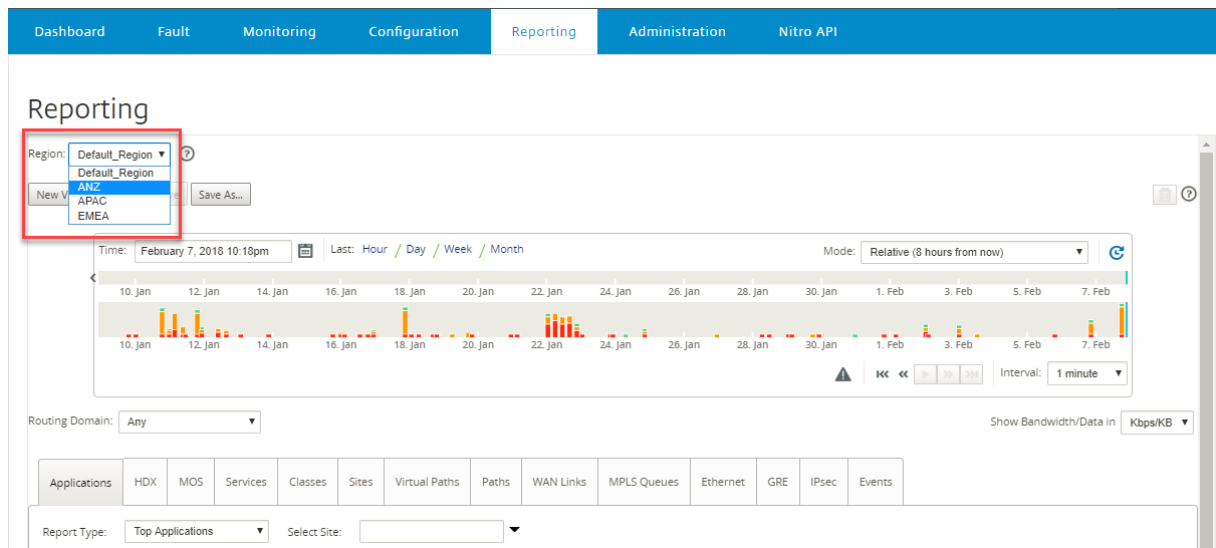 Dashboard Fault Monitoring Configuration Reporting Administration Nitro API
Reporting
Region: Default_Region
Default_Region
ANZ
APAC
EMEA
New V Save As...
Time: February 7, 2018 10:18pm Last: Hour / Day / Week / Month Mode: Relative (8 hours from now)
10. Jan 12. Jan 14. Jan 16. Jan 18. Jan 20. Jan 22. Jan 24. Jan 26. Jan 28. Jan 30. Jan 1. Feb 3. Feb 5. Feb 7. Feb
10. Jan 12. Jan 14. Jan 16. Jan 18. Jan 20. Jan 22. Jan 24. Jan 26. Jan 28. Jan 30. Jan 1. Feb 3. Feb 5. Feb 7. Feb
Interval: 1 minute
Routing Domain: Any Show Bandwidth/Data in Kbps/KB
Applications HDX MOS Services Classes Sites Virtual Paths Paths WAN Links MPLS Queues Ethernet GRE IPsec Events
Report Type: Top Applications Select Site: